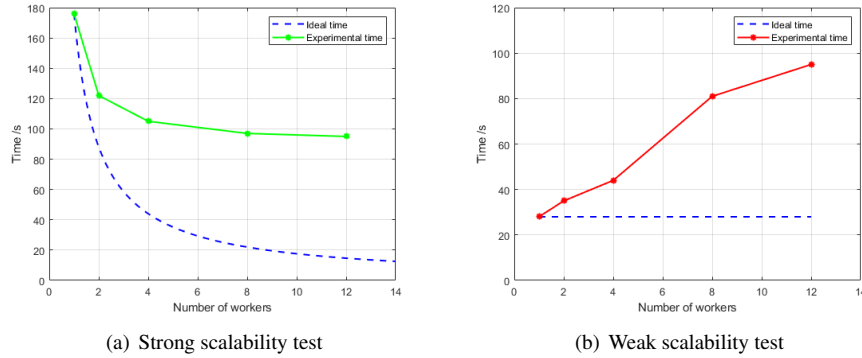 180
160
140
120
100
80
60
40
20
0
Time /s
0 2 4 6 8 10 12 14
Number of workers
Ideal time
Experimental time
(a) Strong scalability test
120
100
80
60
40
20
0
Time /s
0 2 4 6 8 10 12 14
Number of workers
Ideal time
Experimental time
(b) Weak scalability test